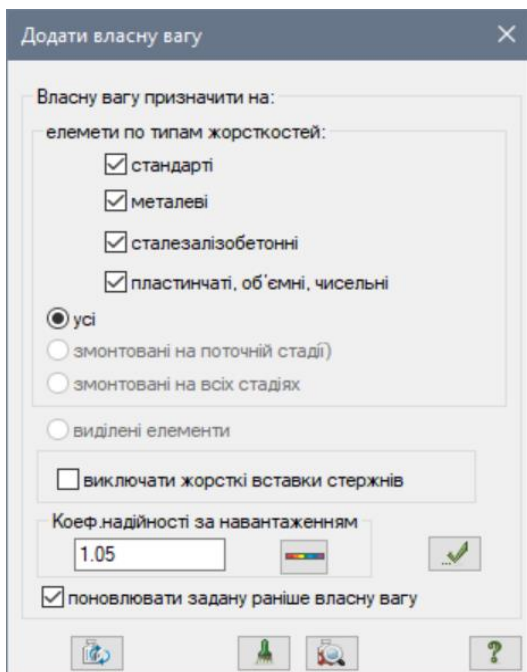 Додати власну вагу
Власну вагу призначити на:
елемети по типам жорсткостей:
стандарті
металеві
сталезалізобетонні
пластинчаті, об'ємні, чисельні
усі
змонтовані на поточній стадії)
змонтовані на всіх стадіях
виділені елементи
виключати жорсткі вставки стержнів
Коеф.надійності за навантаженням
1.05
поновлювати задану раніше власну вагу
?